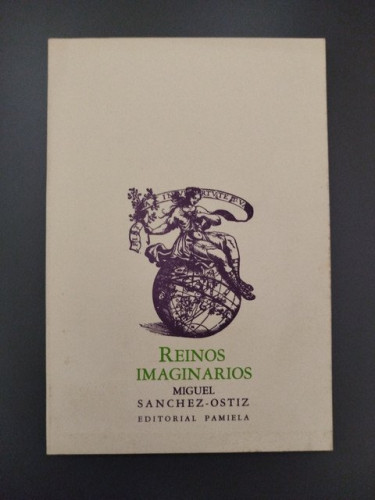 REINOS
IMAGINARIOS
MIGUEL
SANCHEZ-OSTIZ
EDITORIAL PAMIELA